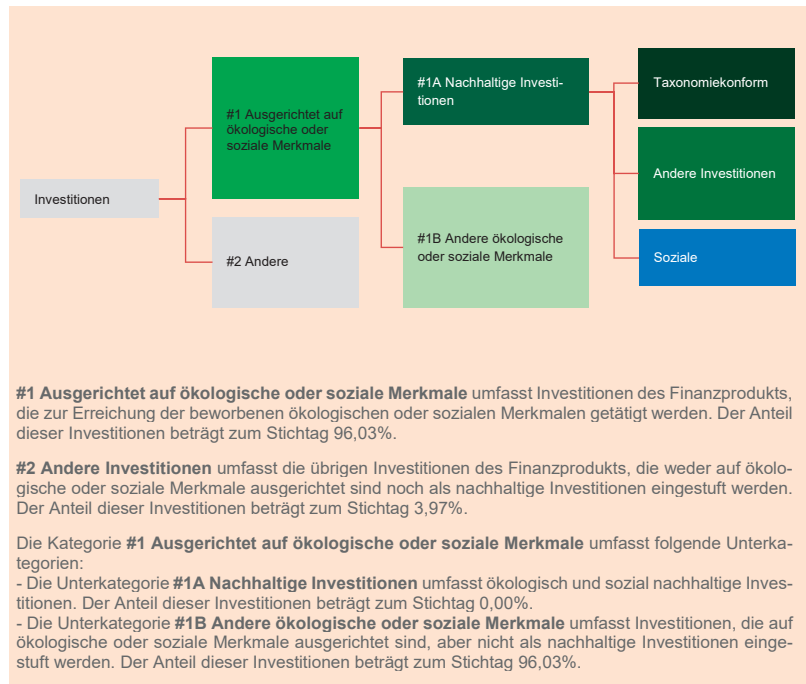 Investitionen
#1 Ausgerichtet auf
ökologische oder
soziale Merkmale
#2 Andere
#1A Nachhaltige Investi-
tionen
#1B Andere ökologische
oder soziale Merkmale
Taxonomiekonform
Andere Investitionen
Soziale
#1 Ausgerichtet auf ökologische oder soziale Merkmale umfasst Investitionen des Finanzprodukts,
die zur Erreichung der beworbenen ökologischen oder sozialen Merkmalen getätigt werden. Der Anteil
dieser Investitionen beträgt zum Stichtag 96,03%.
#2 Andere Investitionen umfasst die übrigen Investitionen des Finanzprodukts, die weder auf ökolo-
gische oder soziale Merkmale ausgerichtet sind noch als nachhaltige Investitionen eingestuft werden.
Der Anteil dieser Investitionen beträgt zum Stichtag 3,97%.
Die Kategorie #1 Ausgerichtet auf ökologische oder soziale Merkmale umfasst folgende Unterka-
tegorien:
- Die Unterkategorie #1A Nachhaltige Investitionen umfasst ökologisch und sozial nachhaltige Inves-
titionen. Der Anteil dieser Investitionen beträgt zum Stichtag 0,00%.
- Die Unterkategorie #1B Andere ökologische oder soziale Merkmale umfasst Investitionen, die auf
ökologische oder soziale Merkmale ausgerichtet sind, aber nicht als nachhaltige Investitionen einge-
stuft werden. Der Anteil dieser Investitionen beträgt zum Stichtag 96,03%.